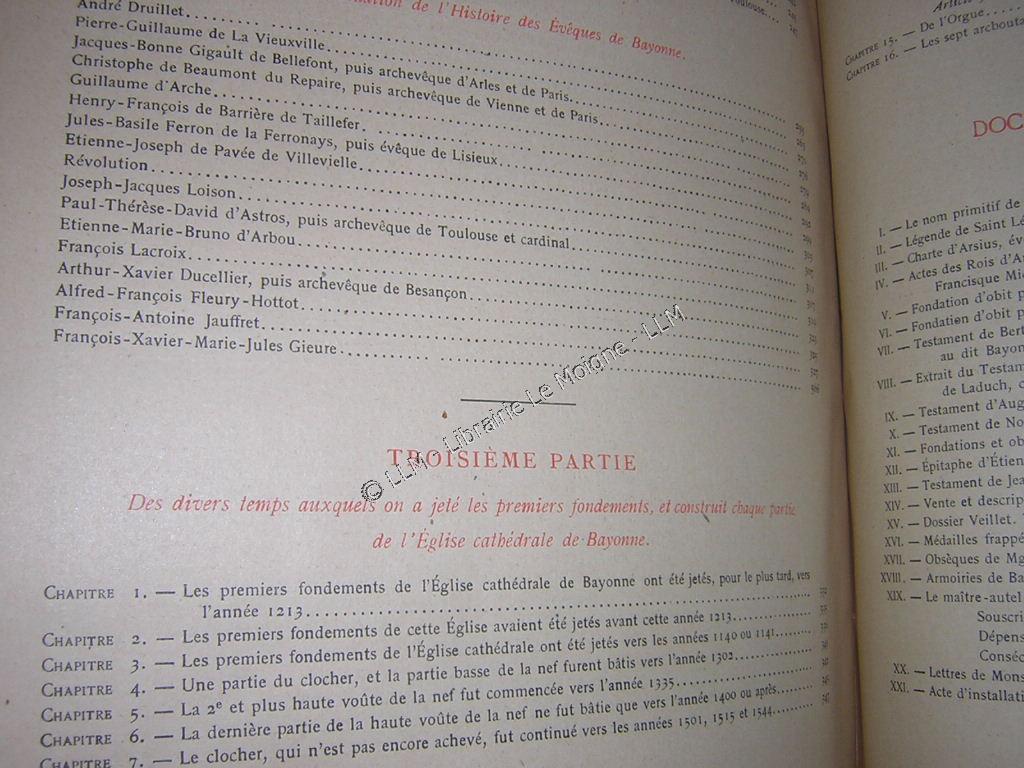 de l'Histoire des Évêques de Bayonne.
André Druillet
Pierre-Guillaume de La Vieuxville
Jacques-Bonne Gigault de Bellefont, puis archevêque d'Arles et de Paris
Christophe de Beaumont du Repaire, puis archevêque de Vienne et de Paris
Guillaume d'Arche
Henry-François de Barrière de Taillefer
Jules-Basile Ferron de la Ferronays, puis évêque de Lisieux
Etienne-Joseph de Pavée de Villevielle
Révolution
Joseph-Jacques Loison
Paul-Thérèse-David d'Astros, puis archevêque de Toulouse et cardinal
Etienne-Marie-Bruno d'Arbou
François Lacroix
Arthur-Xavier Ducellier, puis archevêque de Besançon
Alfred-François Fleury-Hottot
François-Antoine Jauffret
François-Xavier-Marie-Jules Gieure
© LLM - Librairie Le Moigne - LLM
TROISIÈME PARTIE
Des divers temps auxquels on a jeté les premiers fondements, et construit chaque partie
de l'Église cathédrale de Bayonne.
CHAPITRE 1. — Les premiers fondements de l'Église cathédrale de Bayonne ont été jetés, pour le plus tard, vers
l'année 1213
CHAPITRE 2. — Les premiers fondements de cette Église avaient été jetés avant cette année 1213
CHAPITRE 3. — Les premiers fondements de l'Église cathédrale ont été jetés vers les années 1140 ou 1141
CHAPITRE 4. — Une partie du clocher, et la partie basse de la nef furent bâtis vers l'année 1302
CHAPITRE 5. — La 2e et plus haute voûte de la nef fut commencée vers l'année 1335
CHAPITRE 6. — La dernière partie de la haute voûte de la nef ne fut bâtie que vers l'année 1400 ou après
CHAPITRE 7. — Le clocher, qui n'est pas encore achevé, fut continué vers les années 1501, 1515 et 1544
CHAPITRE 15. — De l'Orgue
CHAPITRE 16. — Les sept arcbouta
DOC
I. — Le nom primitif de
II. — Légende de Saint Lé
III. — Charte d'Arsius, év
IV. — Actes des Rois d'A
Francisque Mi
V. — Fondation d'obit p
VI. — Fondation d'obit p
VII. — Testament de Bert
au dit Bayon
VIII. — Extrait du Testam
de Laduch, c
IX. — Testament d'Aug
X. — Testament de No
XI. — Fondations et ob
XII. — Épitaphe d'Étien
XIII. — Testament de Jea
XIV. — Vente et descrip
XV. — Dossier Veillet.
XVI. — Médailles frappé
XVII. — Obsèques de Mg
XVIII. — Armoiries de Ba
XIX. — Le maître-autel
Souscri
Dépens
Conséc
XX. — Lettres de Mons
XXI. — Acte d'installati